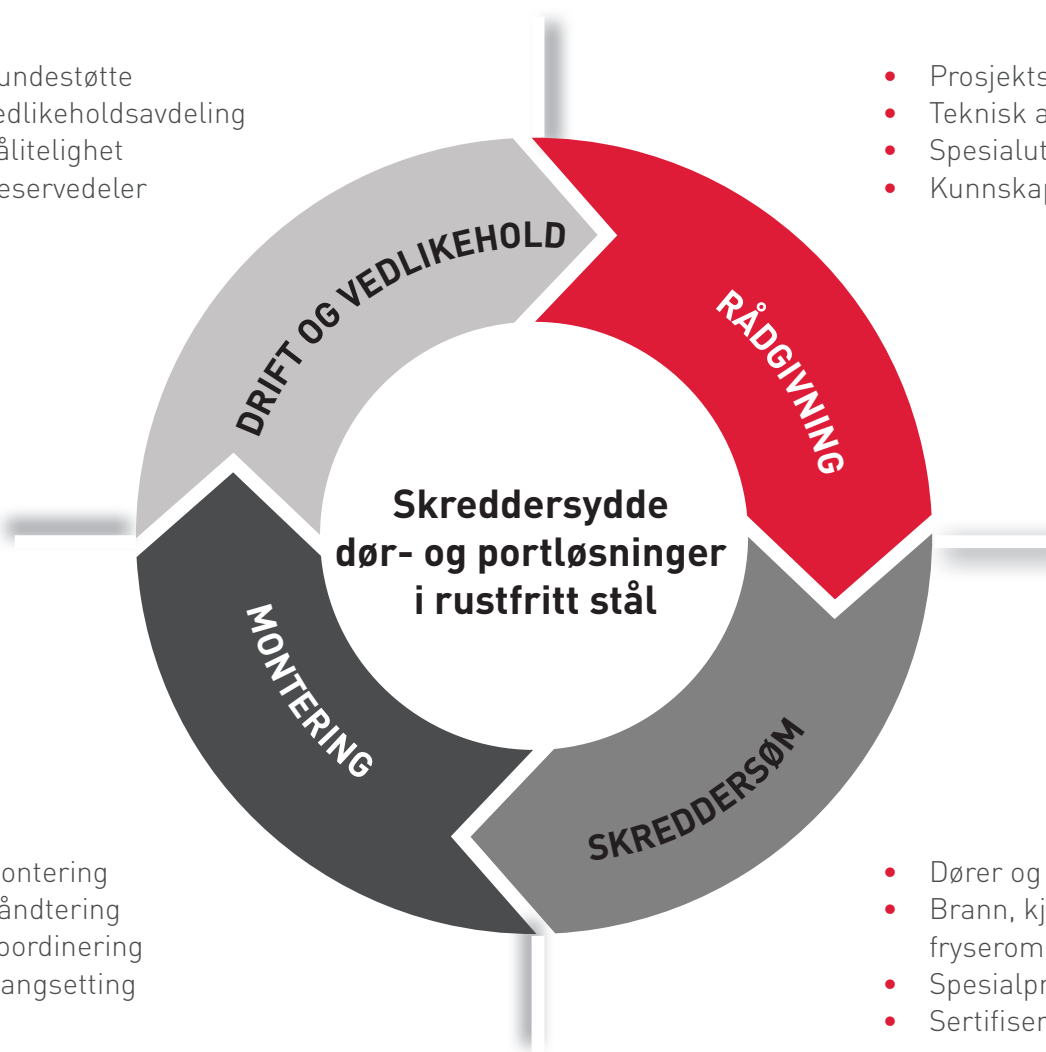 undestøtte
edlikeholdsavdeling
ålitelighet
eservedeler
• Prosjekts
• Teknisk a
• Spesialut
• Kunnskap
DRIFT OG VEDLIKEHOLD
RÅDGIVNING
Skreddersydde
dør- og portløsninger
i rustfritt stål
MONTERING
SKREDDERSØM
ontering
åndtering
oordinering
angsetting
• Dører og
• Brann, kj
fryserom
• Spesialpr
• Sertifiser